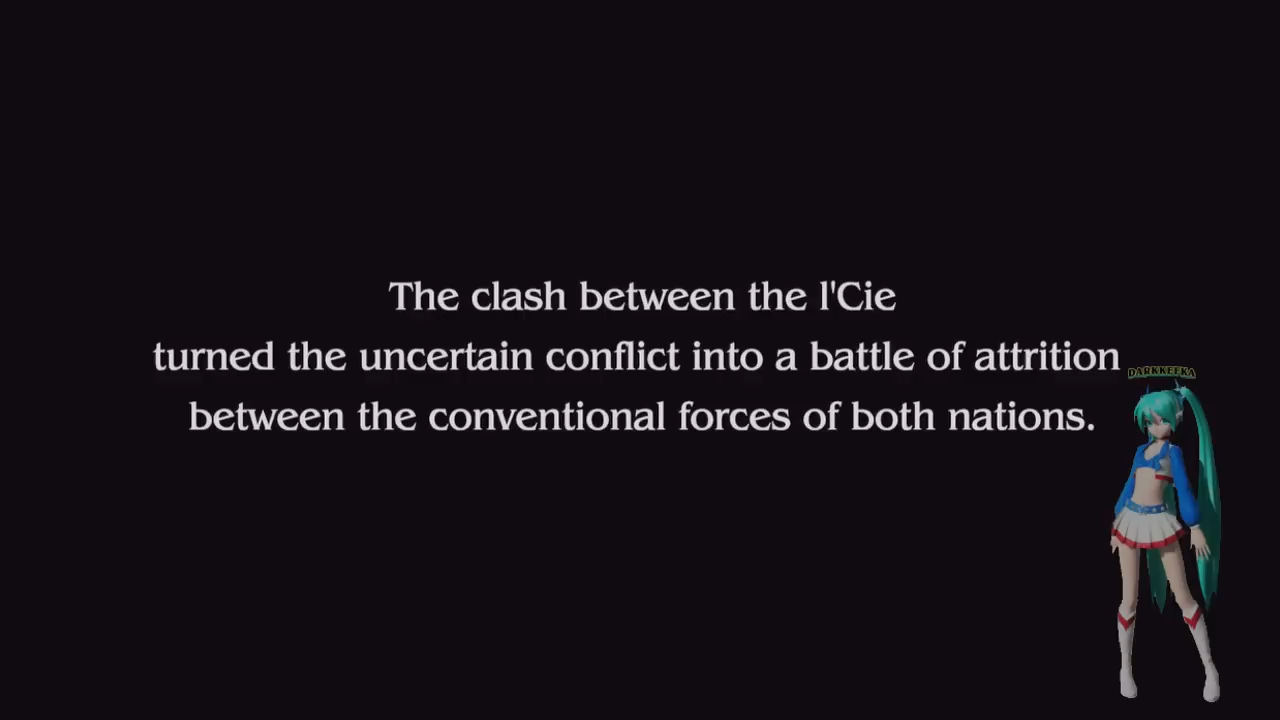 The clash between the l'Cie
turned the uncertain conflict into a battle of attrition
DARKKEFKA
between the conventional forces of both nations.